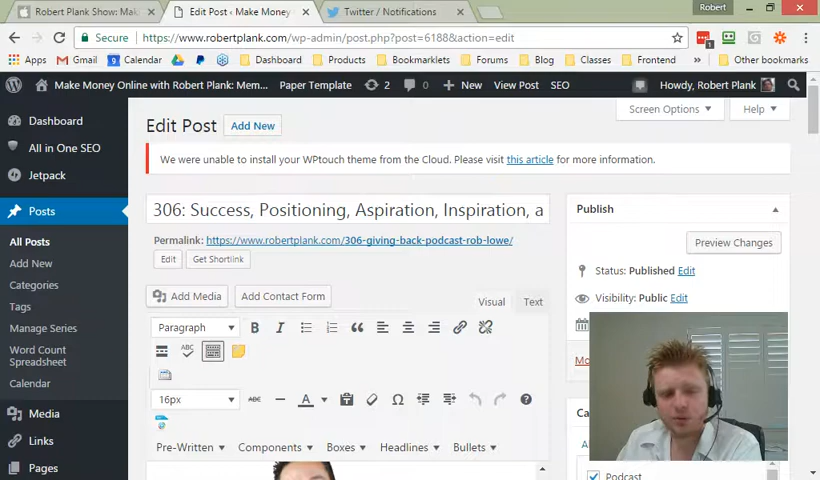 Robert Plank Show: Mak
Edit Post ‹ Make Money
Twitter / Notifications
Robert
Secure
https://www.robertplank.com/wp-admin/post.php?post=6188&action=edit
1
Apps
Gmail
Calendar
Dashboard
Products
Bookmarklets
Forums
Blog
Classes
Frontend
Other bookmarks
Make Money Online with Robert Plank: Mem...
Paper Template
2
0
New
View Post
SEO
Howdy, Robert Plank
Dashboard
All in One SEO
Jetpack
Posts
All Posts
Add New
Categories
Tags
Manage Series
Word Count
Spreadsheet
Calendar
Media
Links
Pages
Screen Options
Help
Edit Post
Add New
We were unable to install your WPtouch theme from the Cloud. Please visit this article for more information.
306: Success, Positioning, Aspiration, Inspiration, a
Permalink: https://www.robertplank.com/306-giving-back-podcast-rob-lowe/
Edit
Get Shortlink
Add Media
Add Contact Form
Visual
Text
Paragraph
B
I
ABC
16px
ABC
A
Pre-Written
Components
Boxes
Headlines
Bullets
Publish
Preview Changes
Status: Published Edit
Visibility: Public Edit
Mo
Ca
Podcast